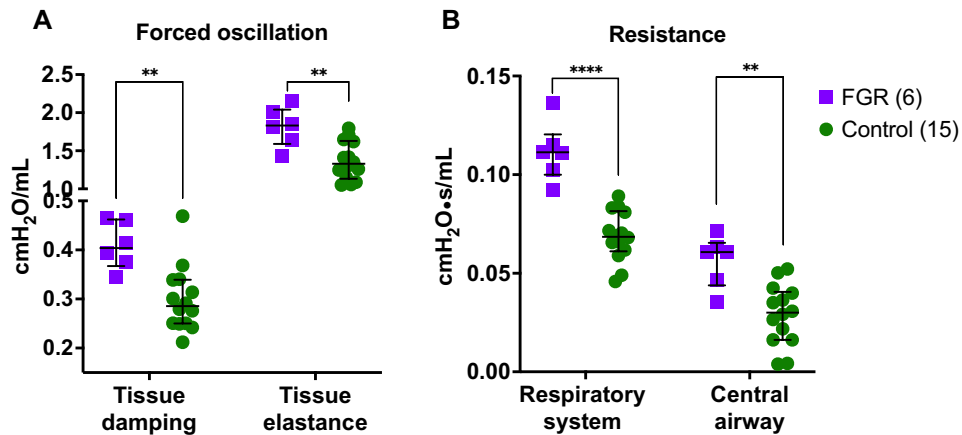 A
Forced oscillation
**
**
2.5
2.0
1.5
1.0
0.5
0.4
0.3
0.2
cmH₂O/mL
Tissue
damping
Tissue
elastance
B
Resistance
****
**
0.15
0.10
0.05
0.00
cmH₂O•s/mL
Respiratory
system
Central
airway
FGR (6)
Control (15)